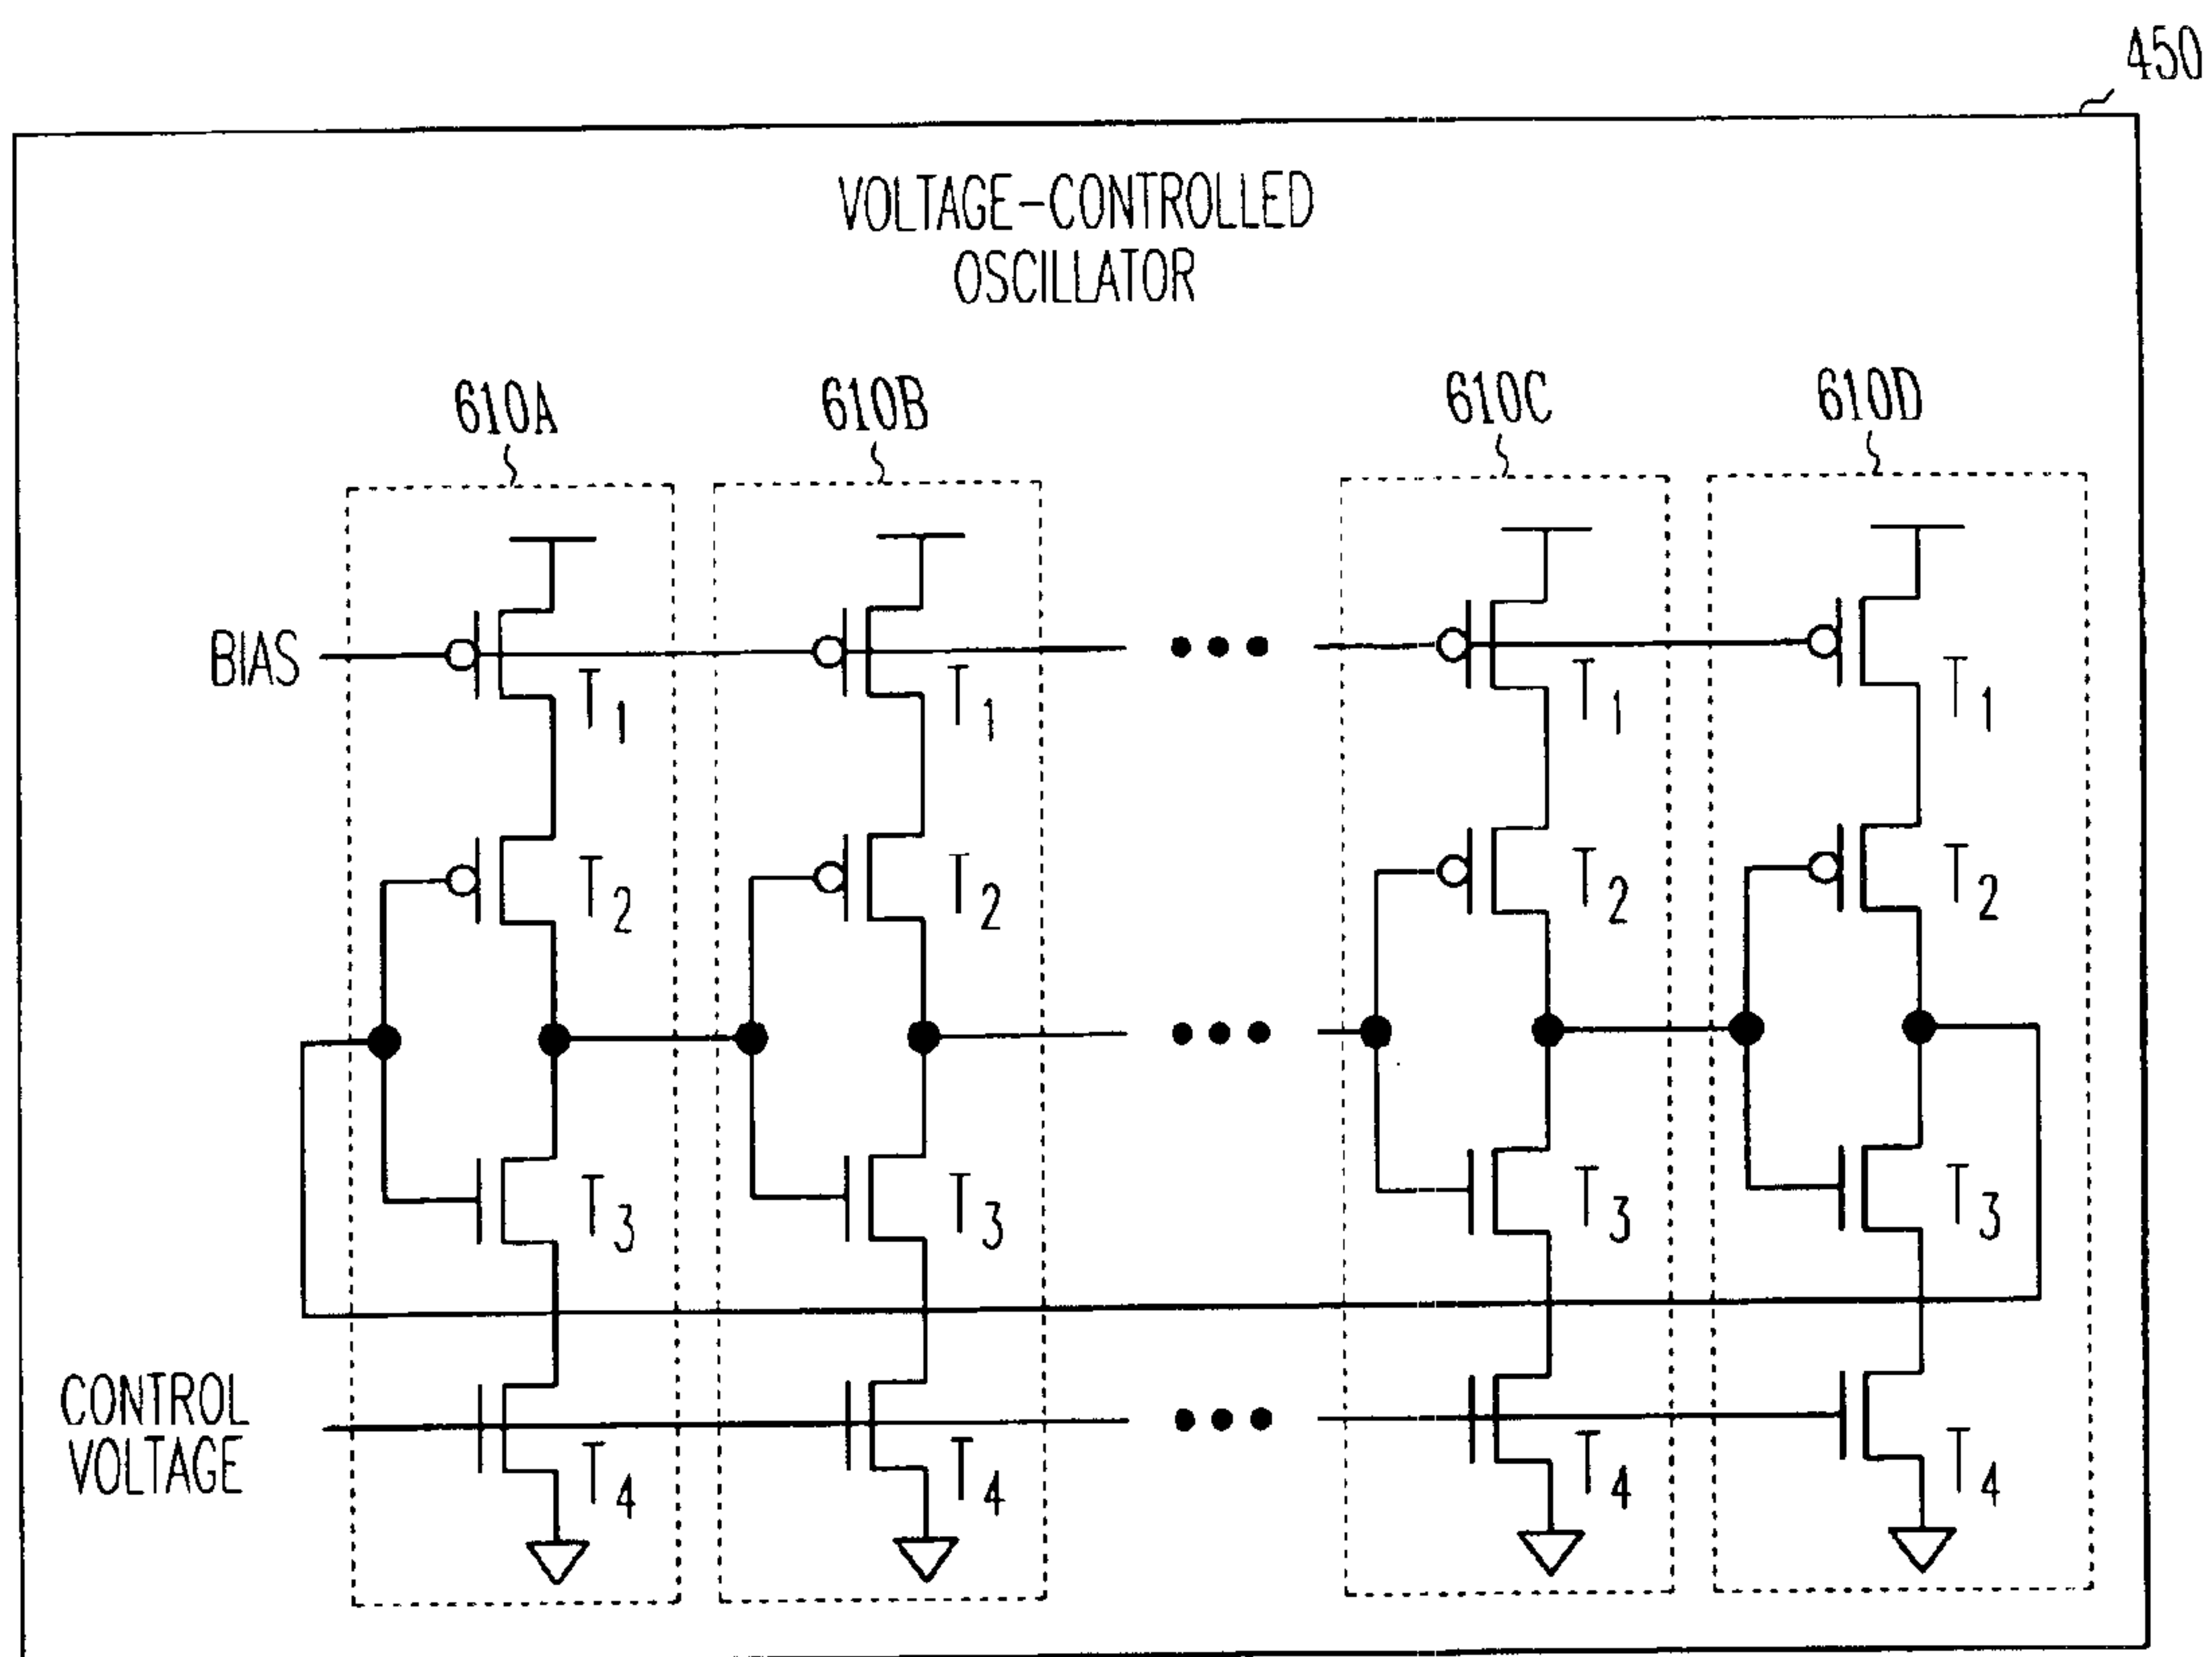 450
VOLTAGE-CONTROLLED
OSCILLATOR
610A
610B
610C
610D
BIAS
T1
T1
T1
T1
T2
T2
T2
T2
T3
T3
T3
T3
CONTROL
VOLTAGE
T4
T4
T4
T4